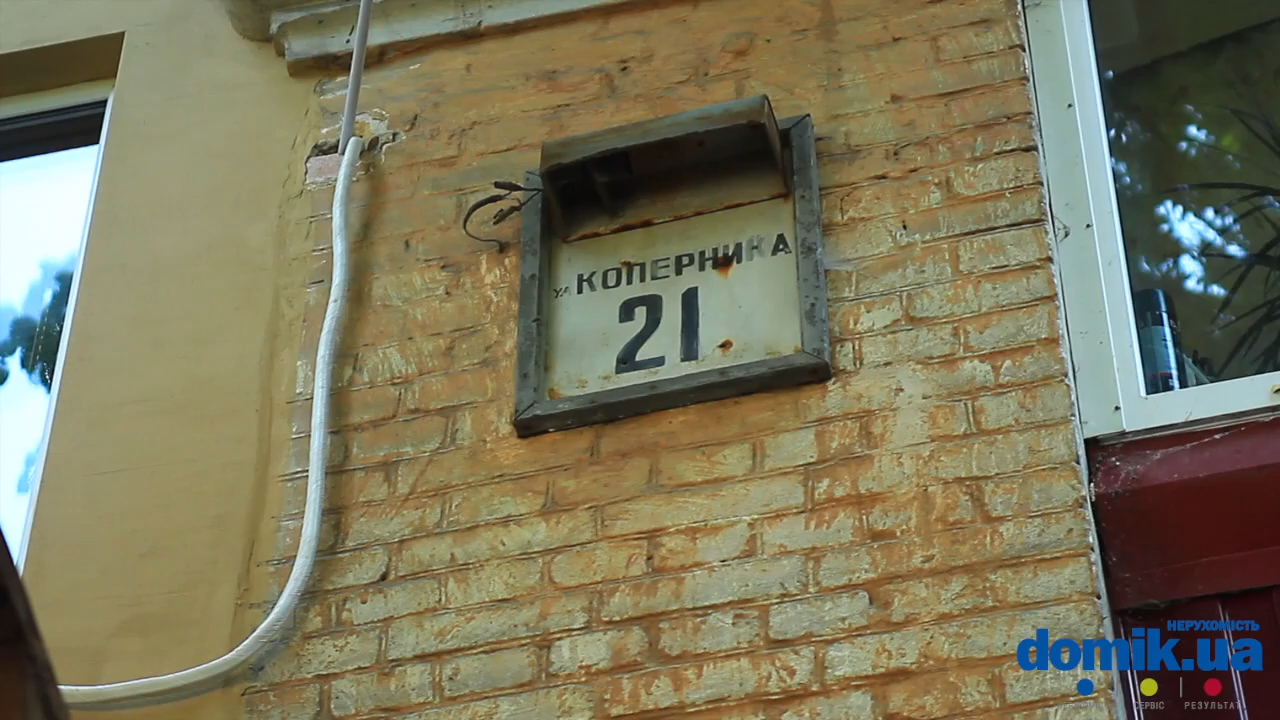 ул КОПЕРНИКА
21
НЕРУХОМІСТЬ
domik.ua
СЕРВІС РЕЗУЛЬТАТ